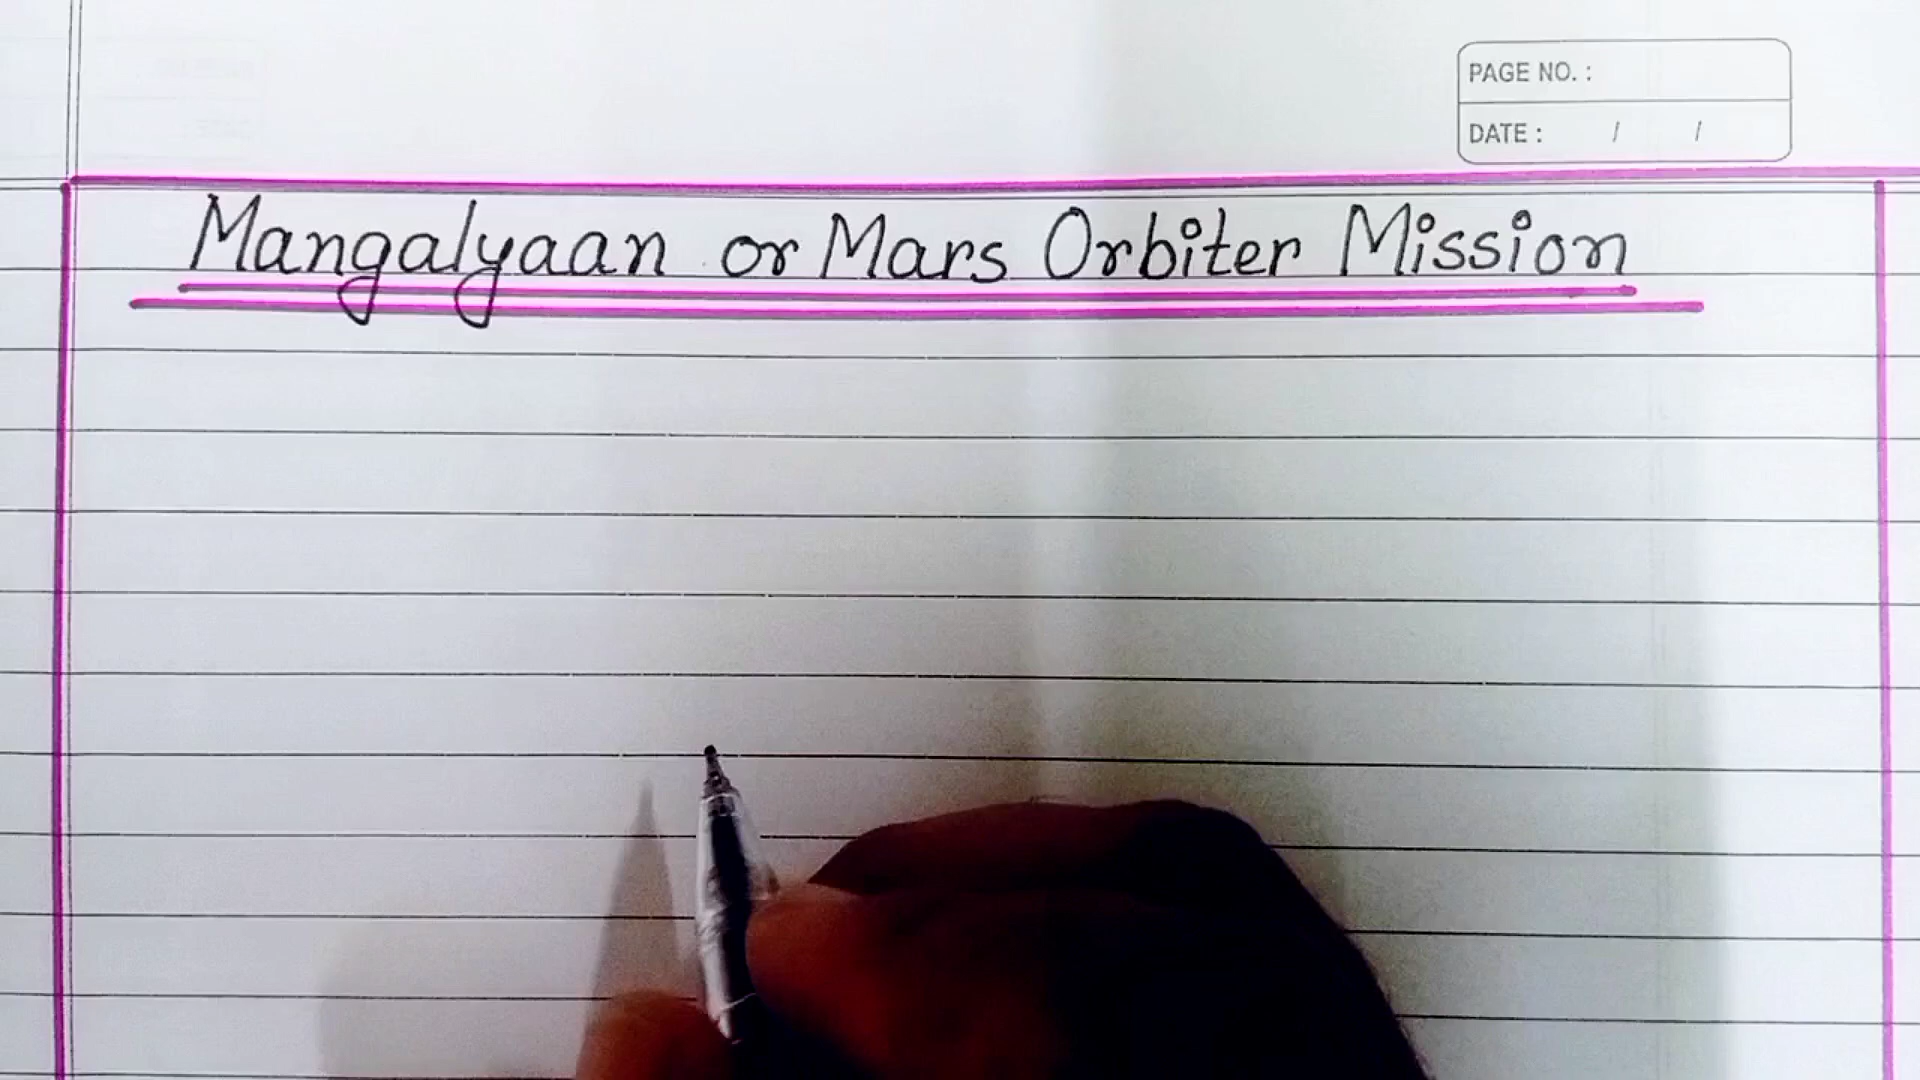 PAGE NO. :
DATE : / /
Mangalyaan or Mars Orbiter Mission